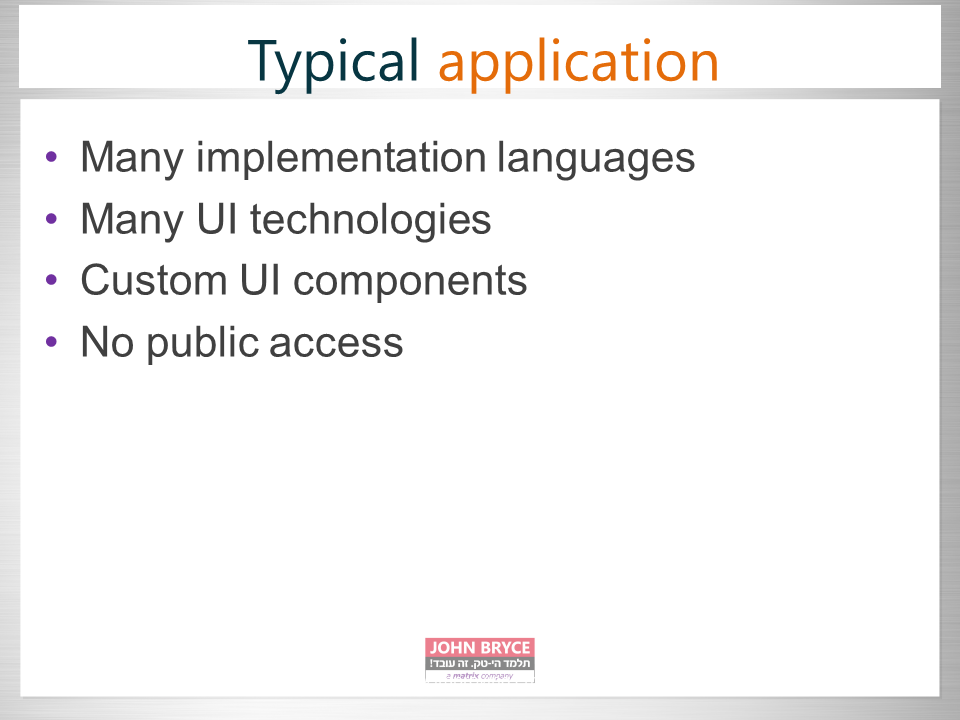 Typical application
• Many implementation languages
• Many UI technologies
• Custom UI components
• No public access
JOHN BRYCE
תלמד הי-טק. זה עובד!
a matrix company